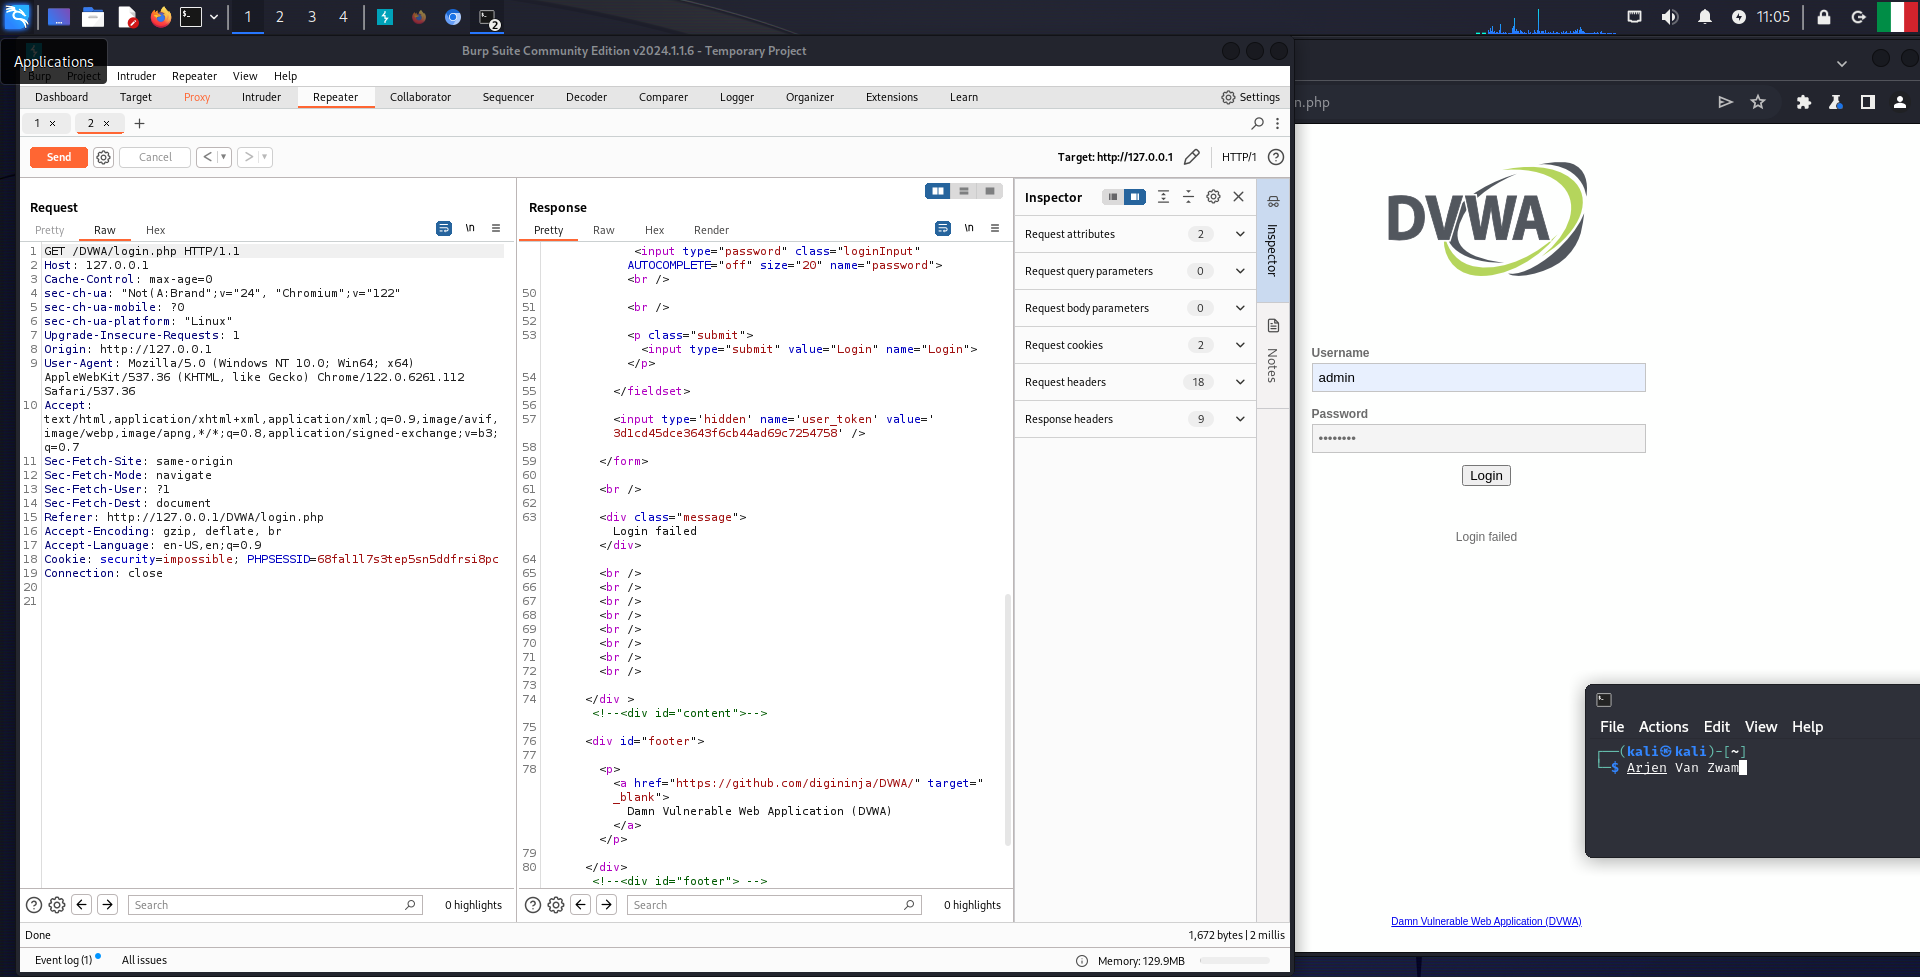 1 2 3 4
2
11:05
Applications
Burp Suite Community Edition v2024.1.1.6 - Temporary Project
Burp Project Intruder Repeater View Help
Dashboard Target Proxy Intruder Repeater Collaborator Sequencer Decoder Comparer Logger Organizer Extensions Learn Settings
1 × 2 × +
Send Cancel < >
Target: http://127.0.0.1 HTTP/1 ?
Request
Pretty Raw Hex \n
1 GET /DVWA/login.php HTTP/1.1
2 Host: 127.0.0.1
3 Cache-Control: max-age=0
4 sec-ch-ua: "Not(A:Brand";v="24", "Chromium";v="122"
5 sec-ch-ua-mobile: ?0
6 sec-ch-ua-platform: "Linux"
7 Upgrade-Insecure-Requests: 1
8 Origin: http://127.0.0.1
9 User-Agent: Mozilla/5.0 (Windows NT 10.0; Win64; x64)
AppleWebKit/537.36 (KHTML, like Gecko) Chrome/122.0.6261.112
Safari/537.36
10 Accept:
text/html,application/xhtml+xml,application/xml;q=0.9,image/avif,
image/webp,image/apng,*/*;q=0.8,application/signed-exchange;v=b3;
q=0.7
11 Sec-Fetch-Site: same-origin
12 Sec-Fetch-Mode: navigate
13 Sec-Fetch-User: ?1
14 Sec-Fetch-Dest: document
15 Referer: http://127.0.0.1/DVWA/login.php
16 Accept-Encoding: gzip, deflate, br
17 Accept-Language: en-US,en;q=0.9
18 Cookie: security=impossible; PHPSESSID=68fal1l7s3tep5sn5ddfrsi8pc
19 Connection: close
20
21
? Search 0 highlights
Response
Pretty Raw Hex Render \n
<input type="password" class="loginInput"
AUTOCOMPLETE="off" size="20" name="password">
<br />
50
51 <br />
52
53 <p class="submit">
<input type="submit" value="Login" name="Login">
</p>
54
55 </fieldset>
56
57 <input type='hidden' name='user_token' value='
3d1cd45dce3643f6cb44ad69c7254758' />
58
59 </form>
60
61 <br />
62
63 <div class="message">
Login failed
</div>
64
65 <br />
66 <br />
67 <br />
68 <br />
69 <br />
70 <br />
71 <br />
72 <br />
73
74 </div >
<!--<div id="content">-->
75
76 <div id="footer">
77
78 <p>
<a href="https://github.com/digininja/DVWA/" target="
_blank">
Damn Vulnerable Web Application (DVWA)
</a>
</p>
79
80 </div>
<!--<div id="footer"> -->
? Search 0 highlights
Inspector
Request attributes 2
Request query parameters 0
Request body parameters 0
Request cookies 2
Request headers 18
Response headers 9
Inspector
Notes
Done
1,672 bytes | 2 millis
Event log (1) All issues
Memory: 129.9MB
n.php
DVWA
Username
admin
Password
••••••••
Login
Login failed
Damn Vulnerable Web Application (DVWA)
File Actions Edit View Help
┌──(kali㉿kali)-[~]
└─$ Arjen Van Zwam